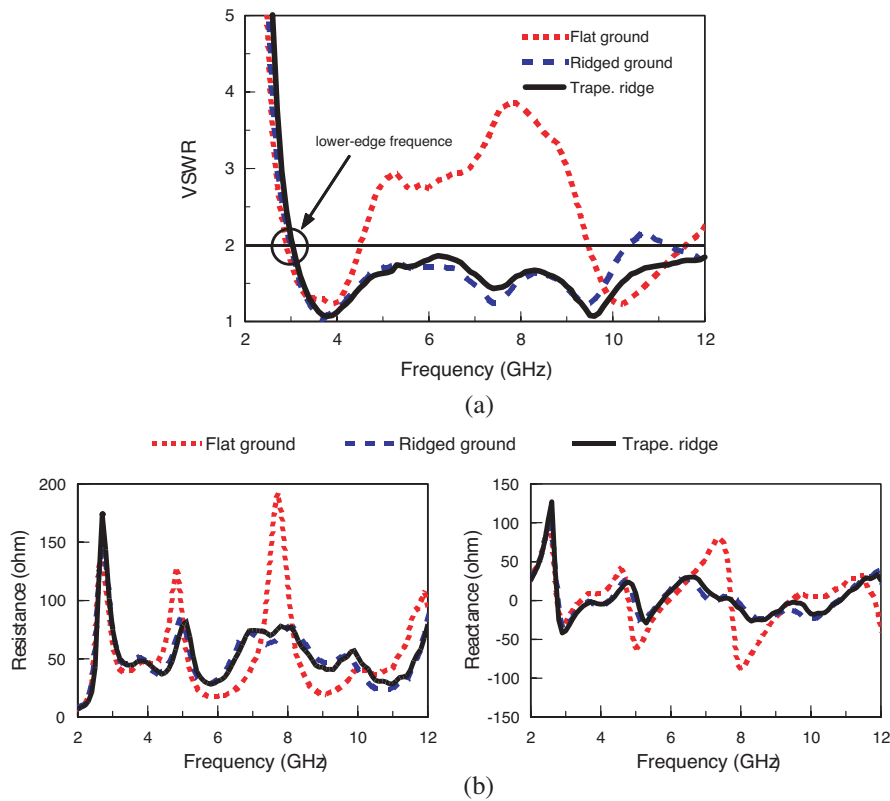 5
4
3
2
1
VSWR
Flat ground
Ridged ground
Trape. ridge
lower-edge frequence
2 4 6 8 10 12
Frequency (GHz)
(a)
Flat ground Ridged ground Trape. ridge
200
150
100
50
0
Resistance (ohm)
2 4 6 8 10 12
Frequency (GHz)
150
100
50
0
-50
-100
-150
Reactance (ohm)
2 4 6 8 10 12
Frequency (GHz)
(b)